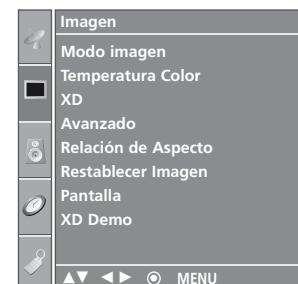 Imagen
Modo imagen
Temperatura Color
XD
Avanzado
Relación de Aspecto
Restablecer Imagen
Pantalla
XD Demo
▲▼ ◄► ◉ MENU